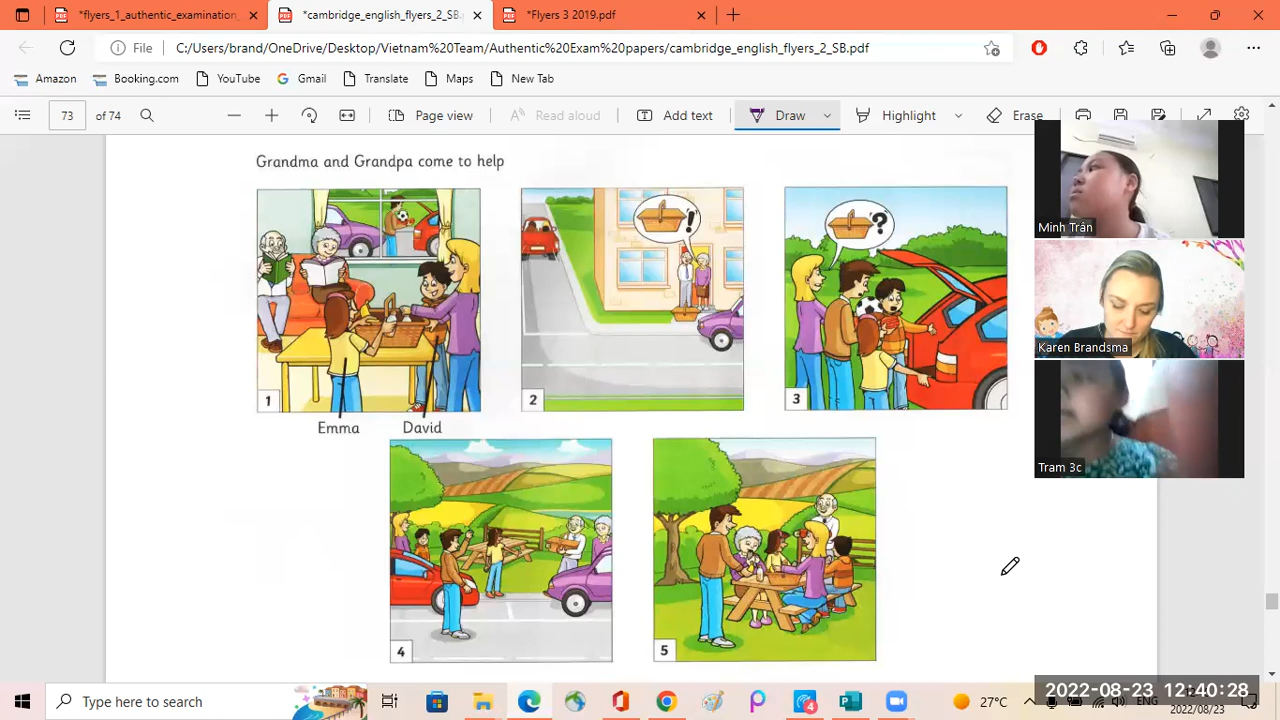 *flyers_1_authentic_examination
*cambridge_english_flyers_2_SB.p
*Flyers 3 2019.pdf
File
C:/Users/brand/OneDrive/Desktop/Vietnam%20Team/Authentic%20Exam%20papers/cambridge_english_flyers_2_SB.pdf
Amazon
Booking.com
YouTube
Gmail
Translate
Maps
New Tab
73
of 74
Page view
Read aloud
Add text
Draw
Highlight
Erase
Grandma and Grandpa come to help
!
?
1
2
3
Emma
David
4
5
Minh Trân
Karen Brandsma
Tram 3c
Type here to search
4
27°C
ENG
2022-08-23 12:40:28
2022/08/23